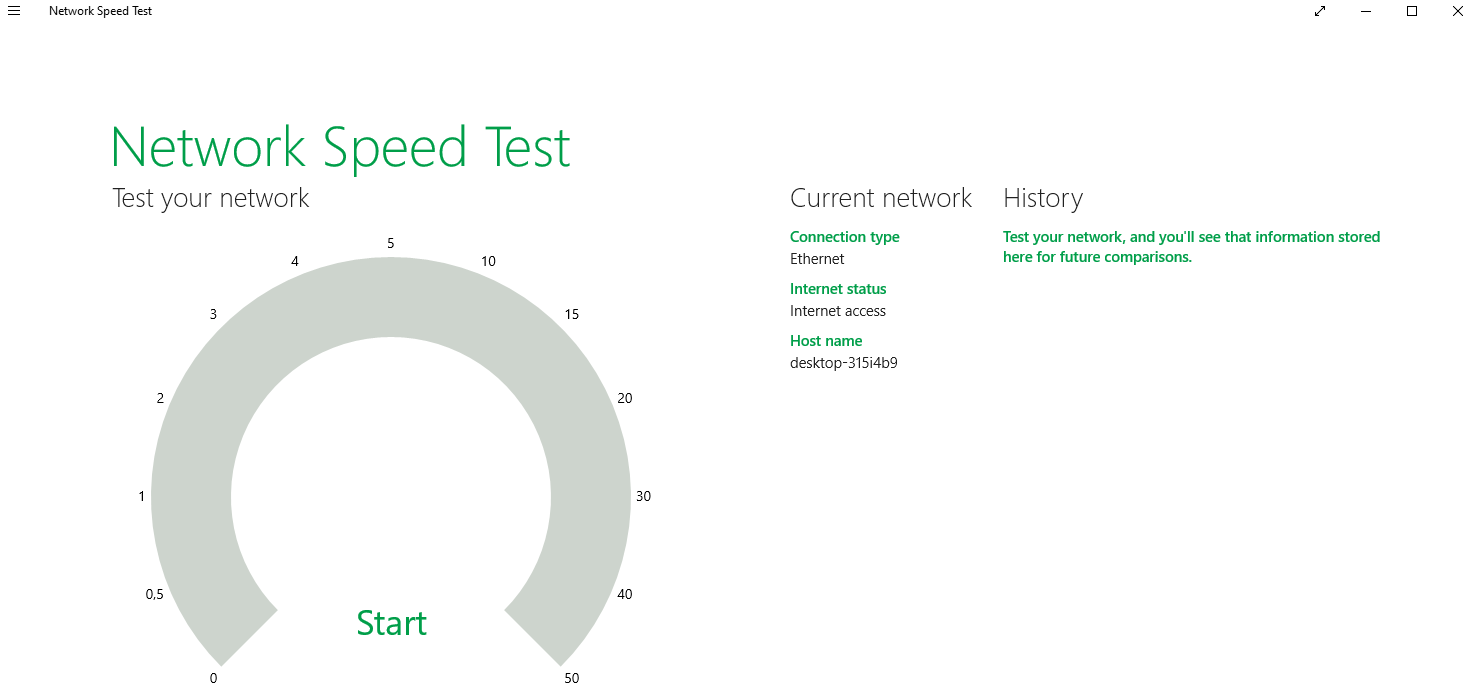 Network Speed Test
Network Speed Test
Test your network
0
0,5
1
2
3
4
5
10
15
20
30
40
50
Start
Current network
Connection type
Ethernet
Internet status
Internet access
Host name
desktop-315i4b9
History
Test your network, and you'll see that information stored
here for future comparisons.